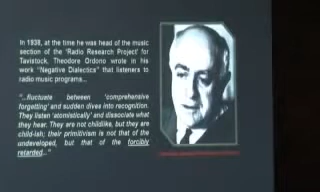 In 1938, at the time he was head of the music
section of the 'Radio Research Project' for
Tavistock, Theodore Ordono wrote in his
work "Negative Dialectics" that listeners to
radio music programs...
"...fluctuate between 'comprehensive
forgetting' and sudden dives into recognition.
They listen 'atomistically' and dissociate what
they hear. They are not childlike, but they are
child-ish; their primitivism is not that of the
undeveloped, but that of the forcibly
retarded..."